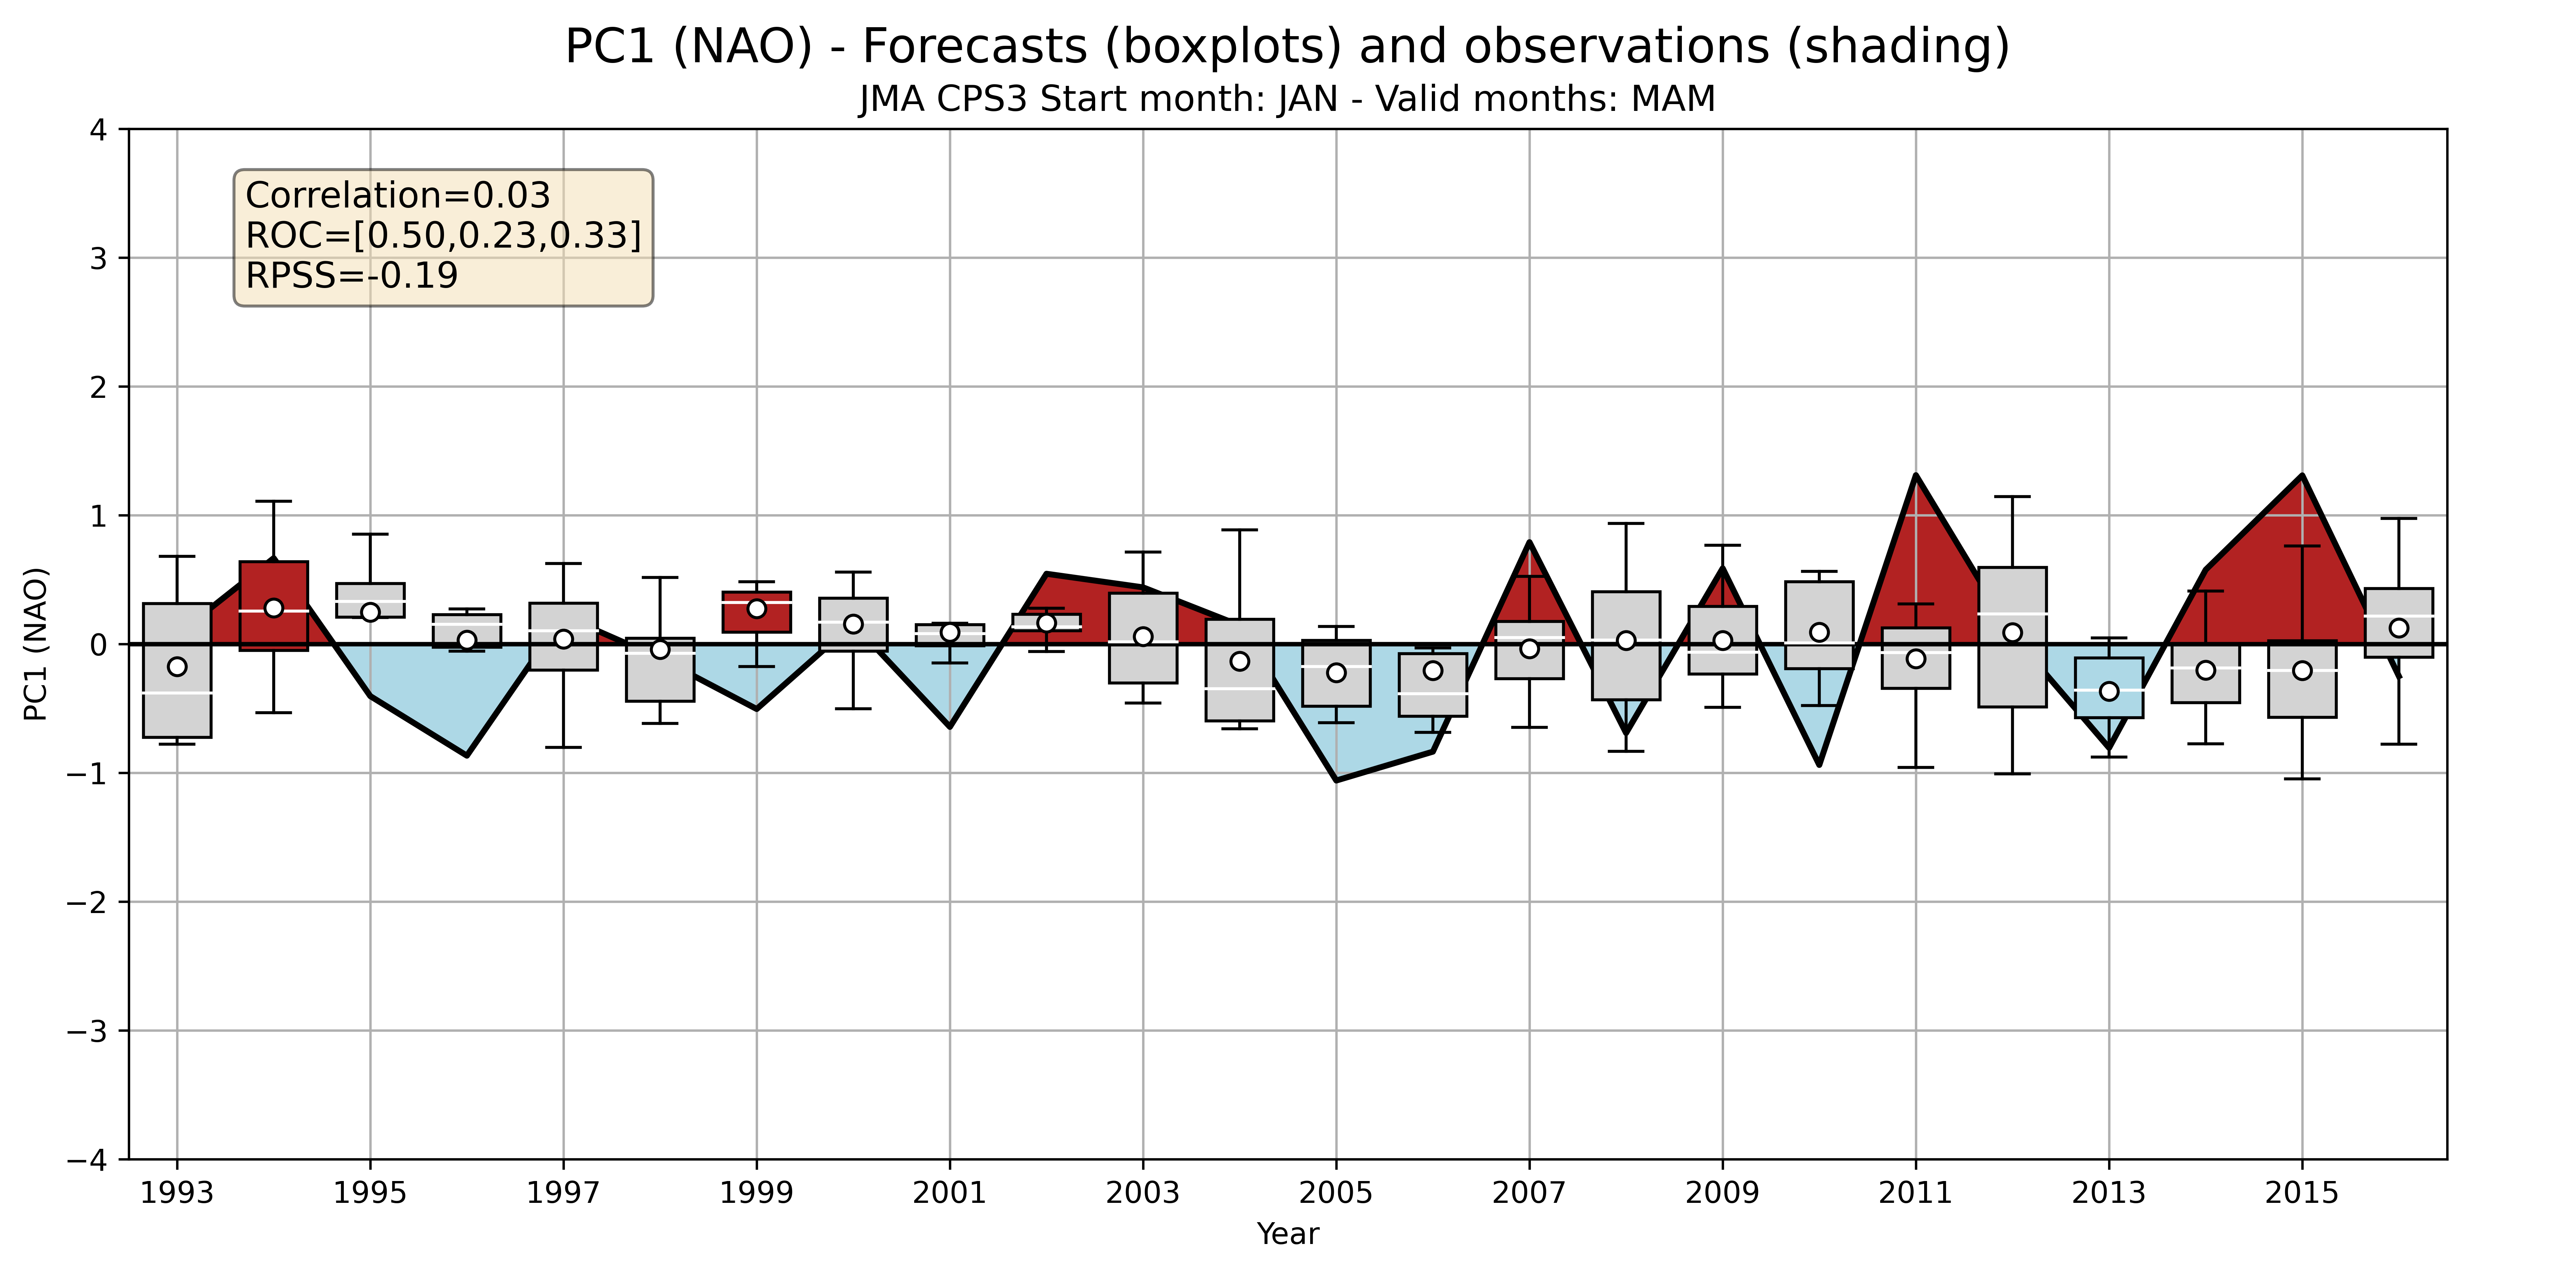 PC1 (NAO) - Forecasts (boxplots) and observations (shading)
JMA CPS3 Start month: JAN - Valid months: MAM
Correlation=0.03
ROC=[0.50,0.23,0.33]
RPSS=-0.19
PC1 (NAO)
4
3
2
1
0
−1
−2
−3
−4
1993 1995 1997 1999 2001 2003 2005 2007 2009 2011 2013 2015
Year